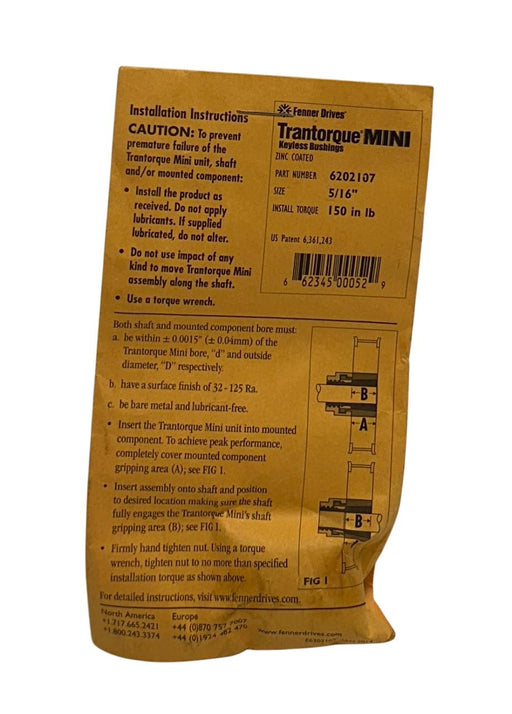 Installation Instructions
CAUTION: To prevent
premature failure of the
Trantorque Mini unit, shaft
and/or mounted component:
• Install the product as
received. Do not apply
lubricants. If supplied
lubricated, do not alter.
• Do not use impact of any
kind to move Trantorque Mini
assembly along the shaft.
• Use a torque wrench.
Fenner Drives®
Trantorque® MINI
Keyless Bushings
ZINC COATED
PART NUMBER 6202107
SIZE 5/16"
INSTALL TORQUE 150 in lb
US Patent 6,361,243
6 62345 00052 9
Both shaft and mounted component bore must:
a. be within ± 0.0015" (± 0.04mm) of the
Trantorque Mini bore, "d" and outside
diameter, "D" respectively.
b. have a surface finish of 32 - 125 Ra.
c. be bare metal and lubricant-free.
• Insert the Trantorque Mini unit into mounted
component. To achieve peak performance,
completely cover mounted component
gripping area (A); see FIG 1.
• Insert assembly onto shaft and position
to desired location making sure the shaft
fully engages the Trantorque Mini's shaft
gripping area (B); see FIG 1.
• Firmly hand tighten nut. Using a torque
wrench, tighten nut to no more than specified
installation torque as shown above.
B
A
B
FIG 1
For detailed instructions, visit www.fennerdrives.com.
North America
+1.717.665.2421
+1.800.243.3374
Europe
+44 (0)870 757 7007
+44 (0)1924
www.fennerdrives.com